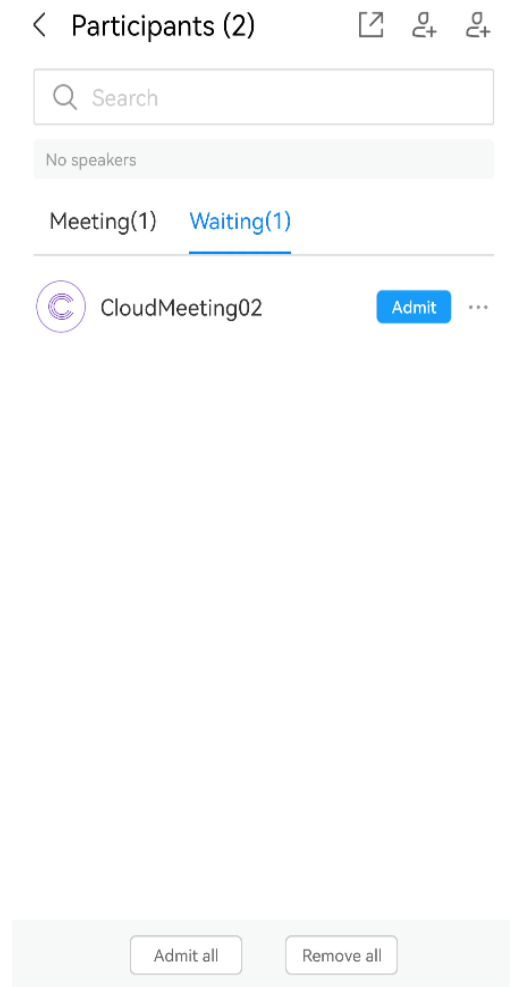 Participants (2)
Search
No speakers
Meeting(1) Waiting(1)
CloudMeeting02 Admit
Admit all Remove all